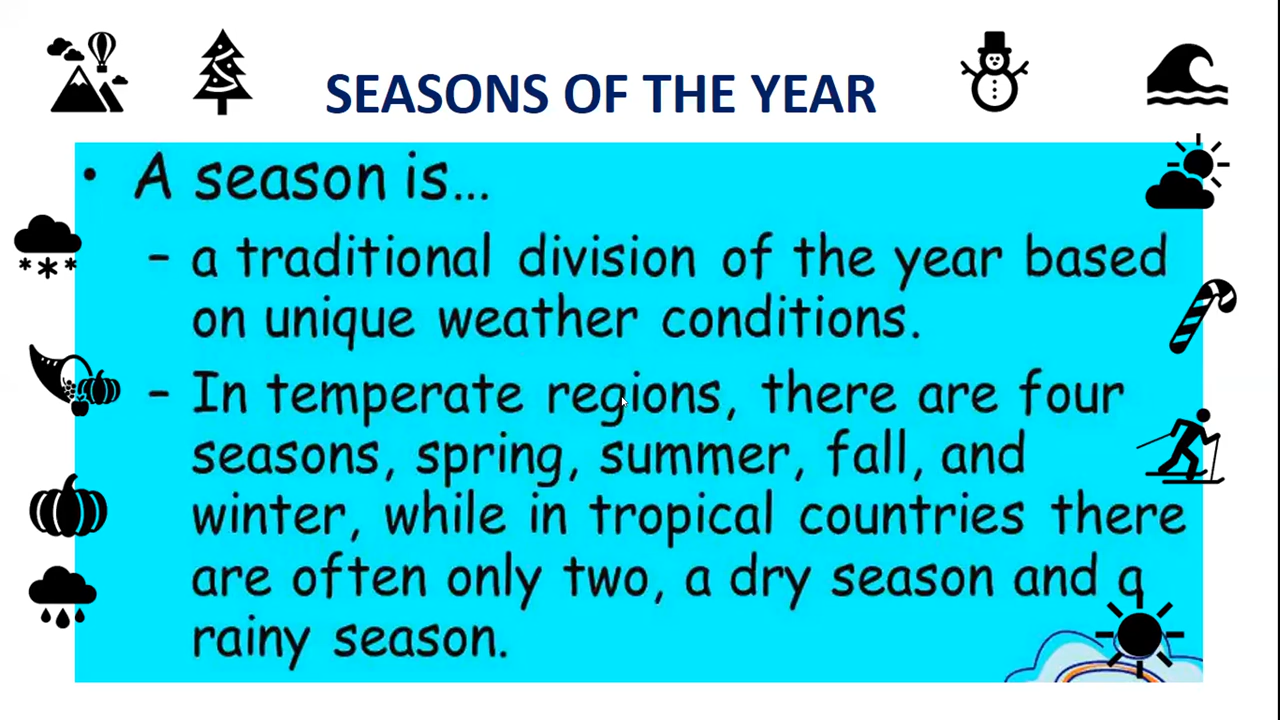 SEASONS OF THE YEAR
• A season is...
– a traditional division of the year based
on unique weather conditions.
– In temperate regions, there are four
seasons, spring, summer, fall, and
winter, while in tropical countries there
are often only two, a dry season and a
rainy season.